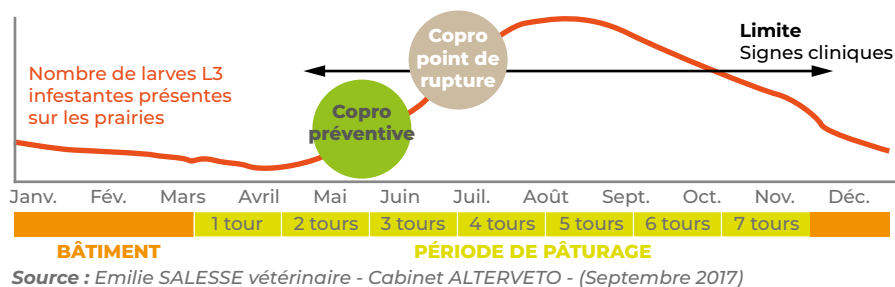 Copro
point de
rupture
Limite
Signes cliniques
Nombre de larves L3
infestantes présentes
sur les prairies
Copro
préventive
Janv. Fév. Mars Avril Mai Juin Juil. Août Sept. Oct. Nov. Déc.
1 tour 2 tours 3 tours 4 tours 5 tours 6 tours 7 tours
BÂTIMENT PÉRIODE DE PÂTURAGE
Source : Emilie SALESSE vétérinaire - Cabinet ALTERVETO - (Septembre 2017)